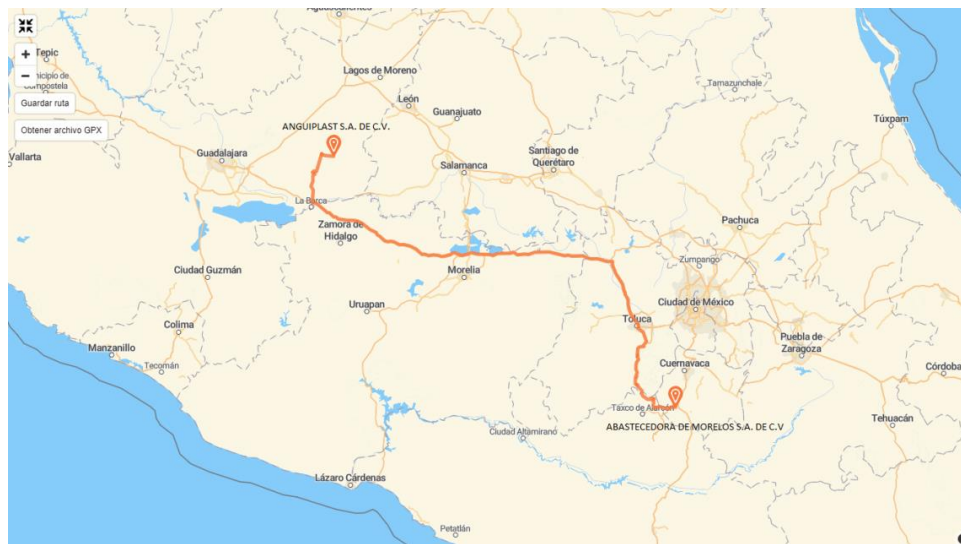 Aguascalientes
+
Tepic
−
Municipio de
Compostela
Guardar ruta
Obtener archivo GPX
Lagos de Moreno
León
Guanajuato
Tamazunchale
Túxpam
ANGUIPLAST S.A. DE C.V.
Vallarta
Guadalajara
Santiago de
Querétaro
Salamanca
La Barca
Zamora de
Hidalgo
Pachuca
Zumpango
Ciudad Guzmán
Morelia
Uruapan
Ciudad de México
Toluca
Colima
Manzanillo
Tecomán
Puebla de
Zaragoza
Cuernavaca
Córdoba
Taxco de Alarcón
ABASTECEDORA DE MORELOS S.A. DE C.V
Tehuacán
Ciudad Altamirano
Lázaro Cárdenas
Petatlán